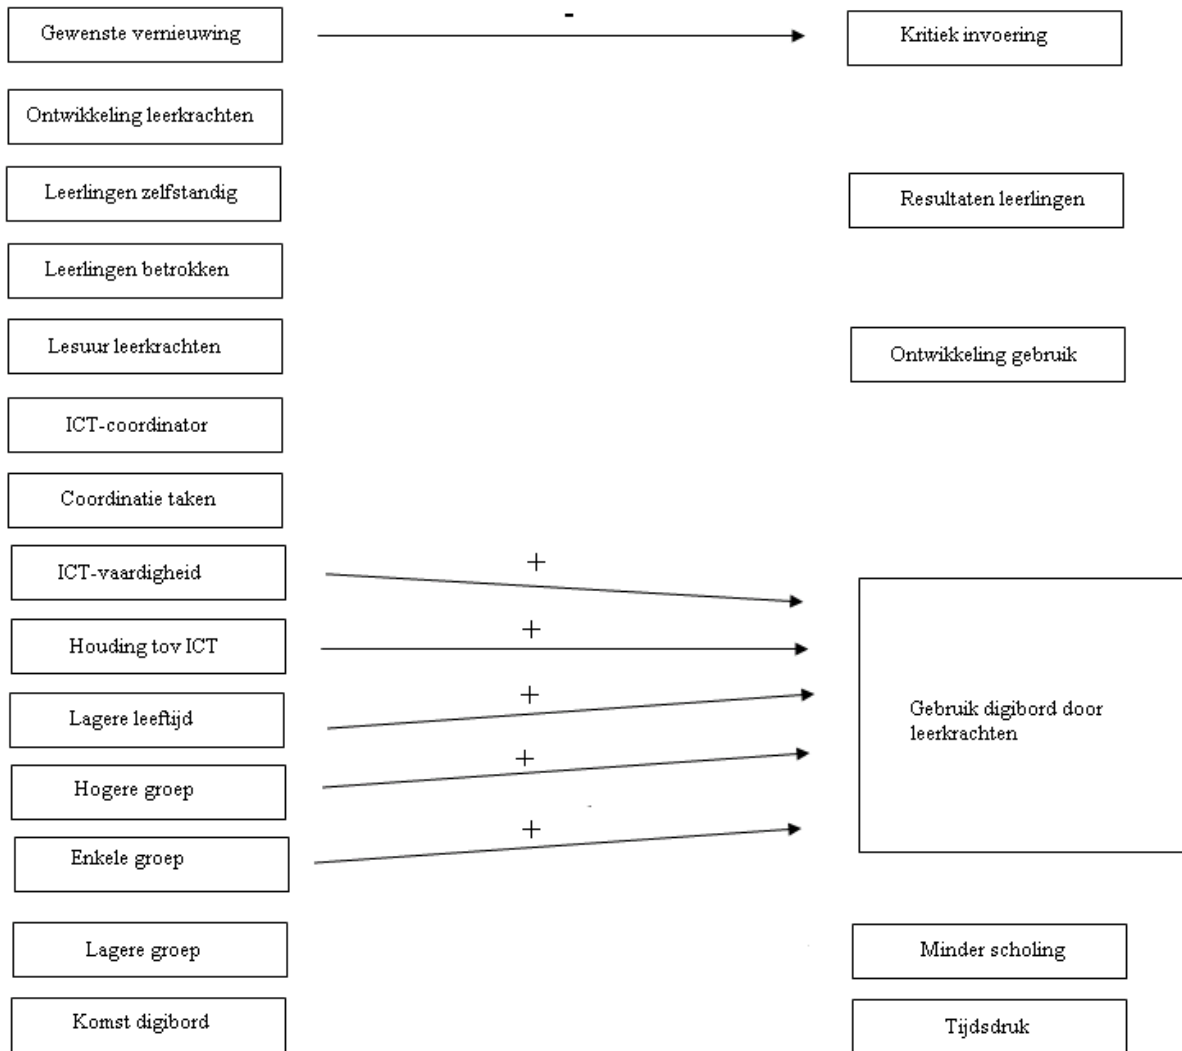 Gewenste vernieuwing
-
Kritiek invoering
Ontwikkeling leerkrachten
Leerlingen zelfstandig
Resultaten leerlingen
Leerlingen betrokken
Lesuur leerkrachten
Ontwikkeling gebruik
ICT-coordinator
Coordinatie taken
ICT-vaardigheid
+
Houding tov ICT
+
Lagere leeftijd
+
Gebruik digibord door
leerkrachten
Hogere groep
+
Enkele groep
+
Lagere groep
Minder scholing
Komst digibord
Tijdsdruk